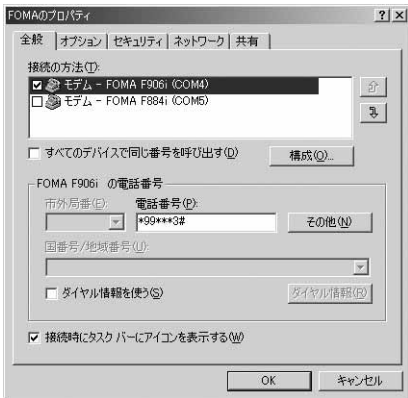 FOMAのプロパティ
全般 オプション セキュリティ ネットワーク 共有
接続の方法(T):
モデム - FOMA F906i (COM4)
モデム - FOMA F884i (COM5)
すべてのデバイスで同じ番号を呼び出す(D) 構成(O)...
FOMA F906i の電話番号
市外局番(E): 電話番号(P):
*99***3# その他(N)
国番号/地域番号(U):
ダイヤル情報を使う(S) ダイヤル情報(R)
接続時にタスク バーにアイコンを表示する(W)
OK キャンセル